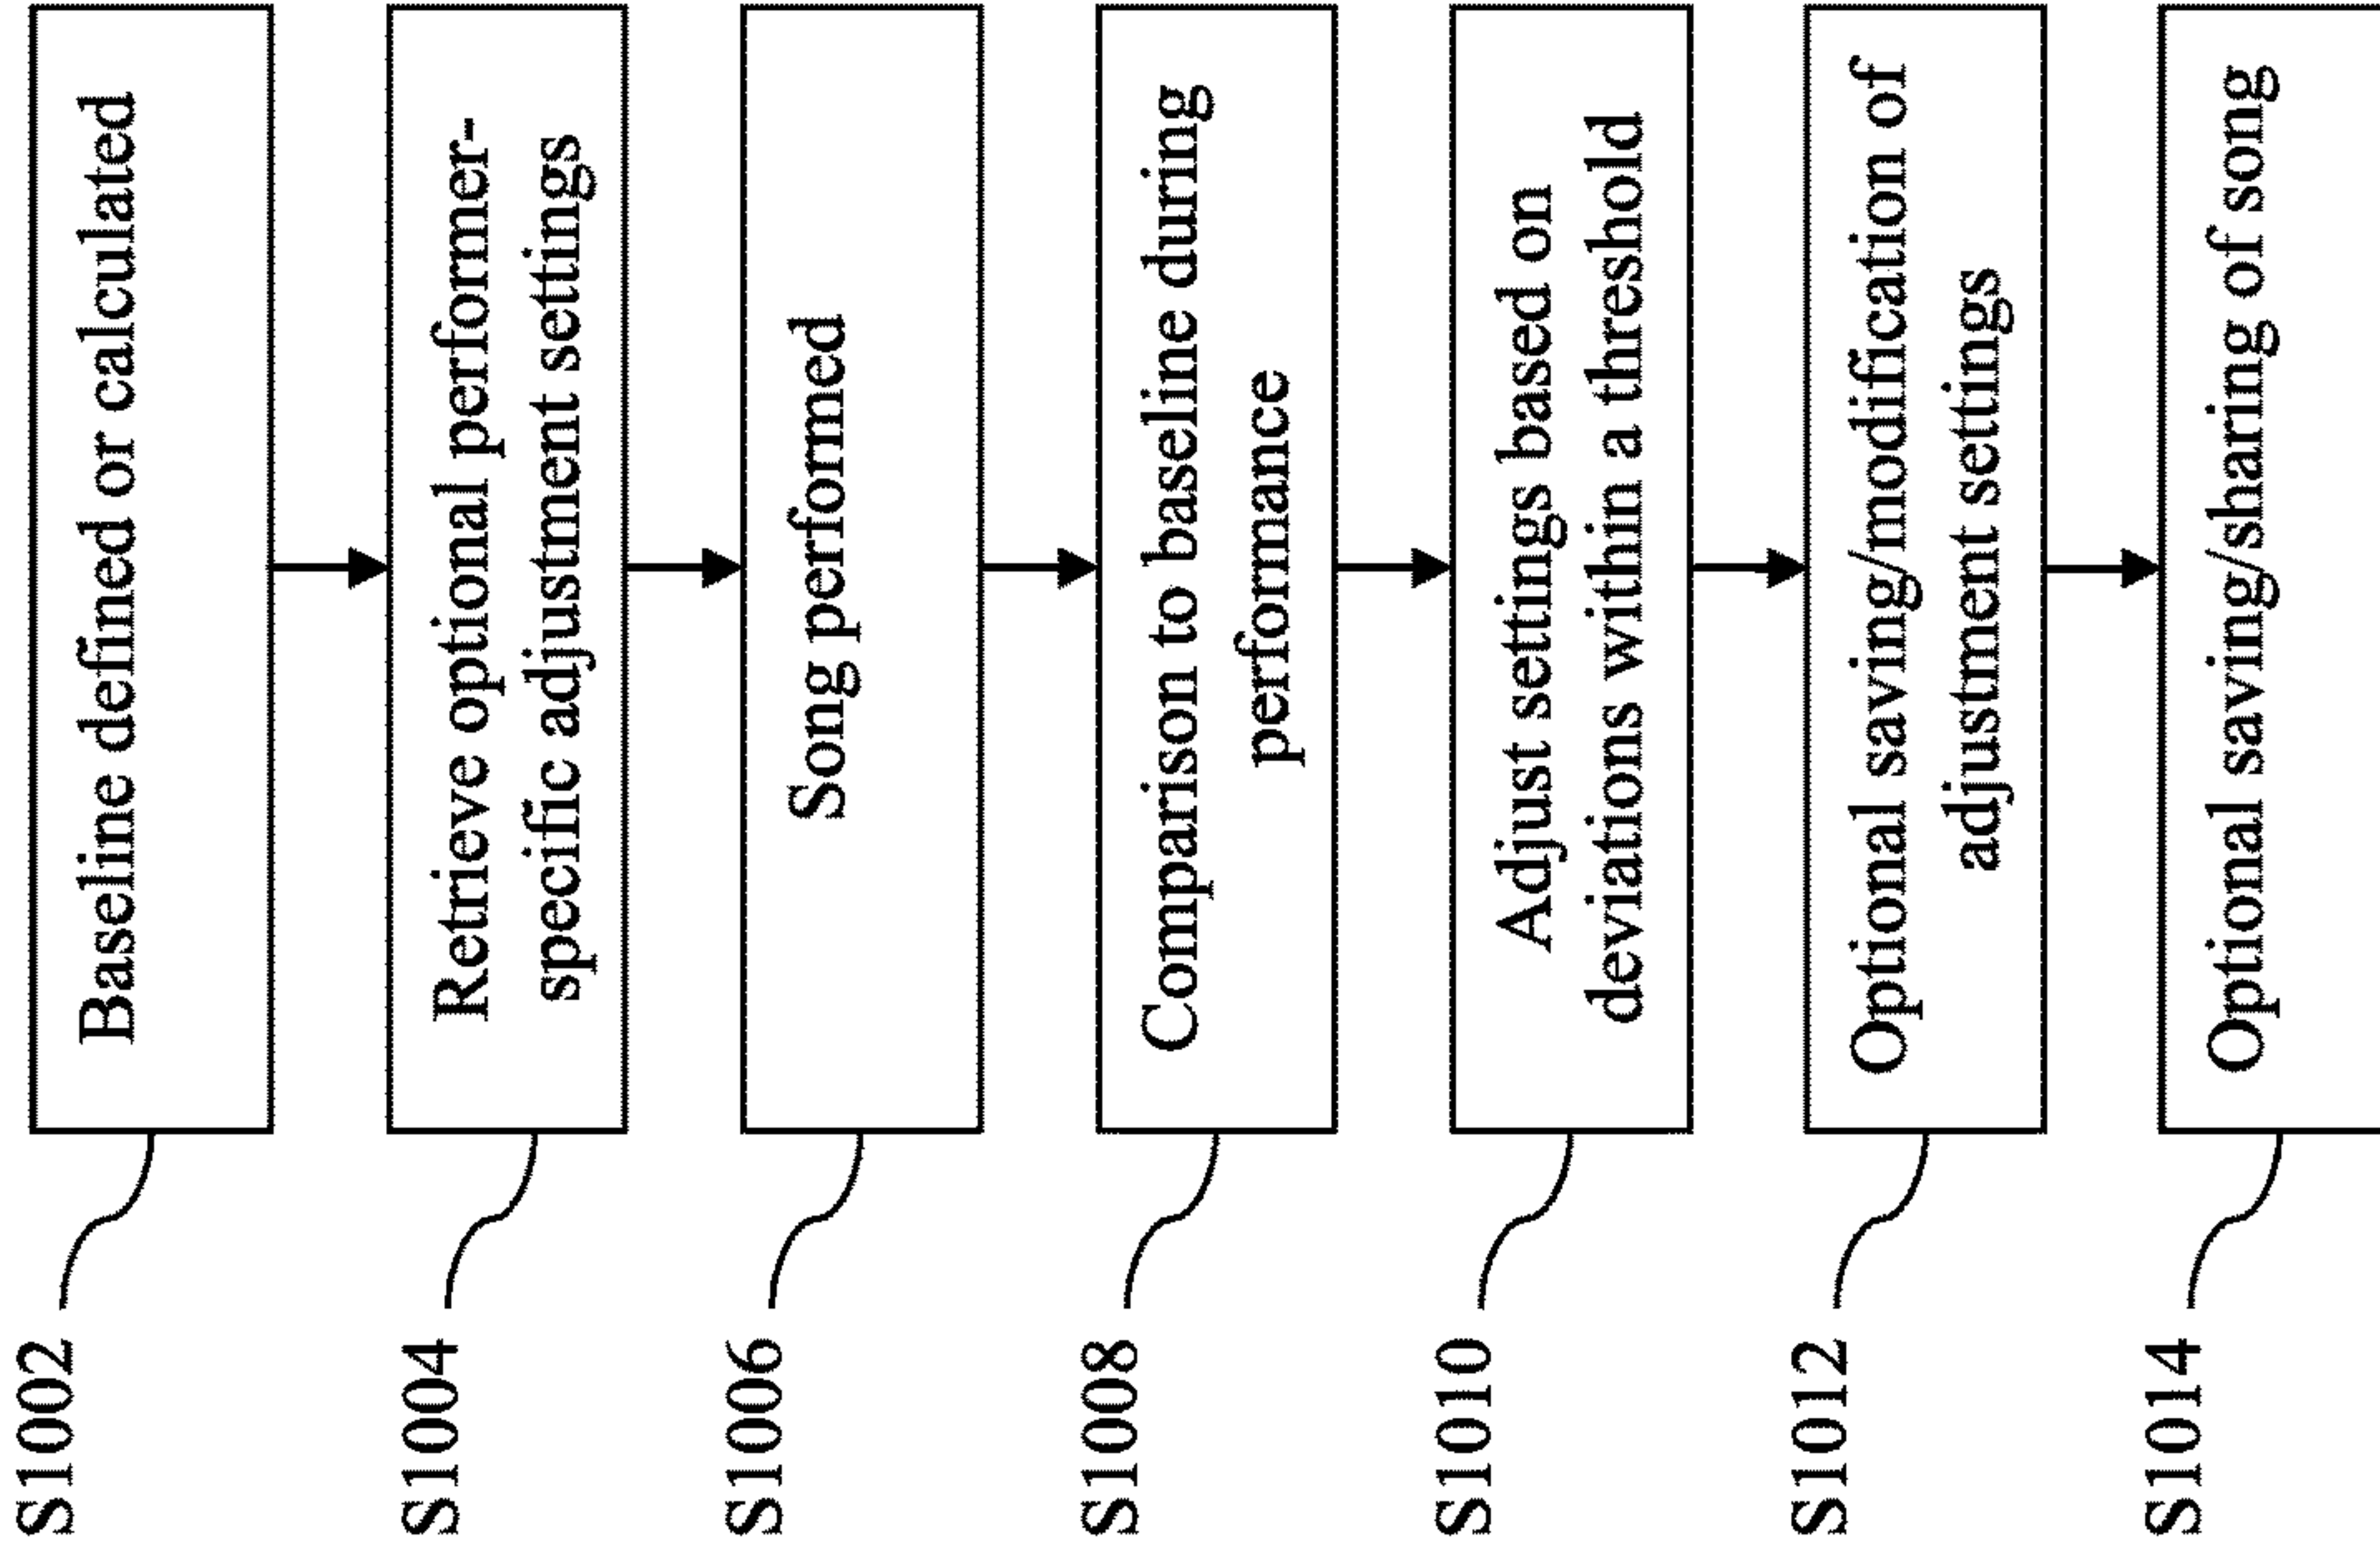 S1002
Baseline defined or calculated
S1004
Retrieve optional performer-
specific adjustment settings
S1006
Song performed
S1008
Comparison to baseline during
performance
S1010
Adjust settings based on
deviations within a threshold
S1012
Optional saving/modification of
adjustment settings
S1014
Optional saving/sharing of song